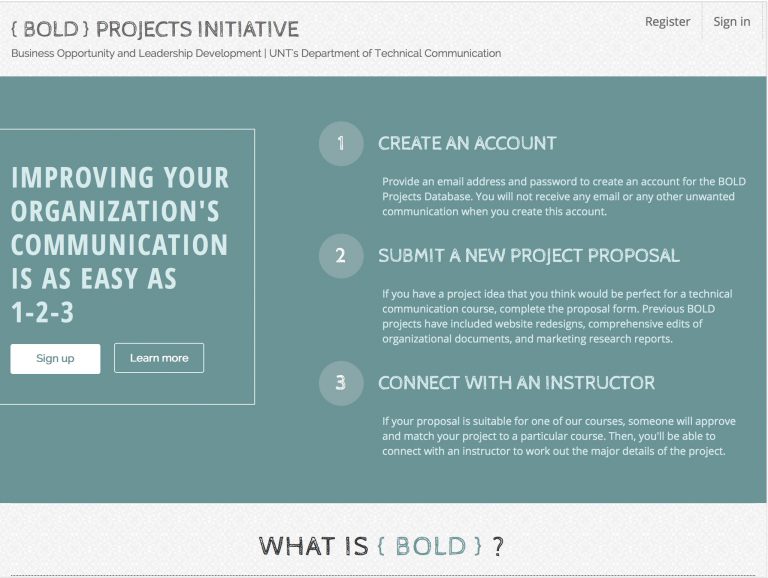 { BOLD } PROJECTS INITIATIVE
Register
Sign in
Business Opportunity and Leadership Development | UNT's Department of Technical Communication
IMPROVING YOUR
ORGANIZATION'S
COMMUNICATION
IS AS EASY AS
1-2-3
Sign up
Learn more
1
CREATE AN ACCOUNT
Provide an email address and password to create an account for the BOLD
Projects Database. You will not receive any email or any other unwanted
communication when you create this account.
2
SUBMIT A NEW PROJECT PROPOSAL
If you have a project idea that you think would be perfect for a technical
communication course, complete the proposal form. Previous BOLD
projects have included website redesigns, comprehensive edits of
organizational documents, and marketing research reports.
3
CONNECT WITH AN INSTRUCTOR
If your proposal is suitable for one of our courses, someone will approve
and match your project to a particular course. Then, you'll be able to
connect with an instructor to work out the major details of the project.
WHAT IS { BOLD } ?